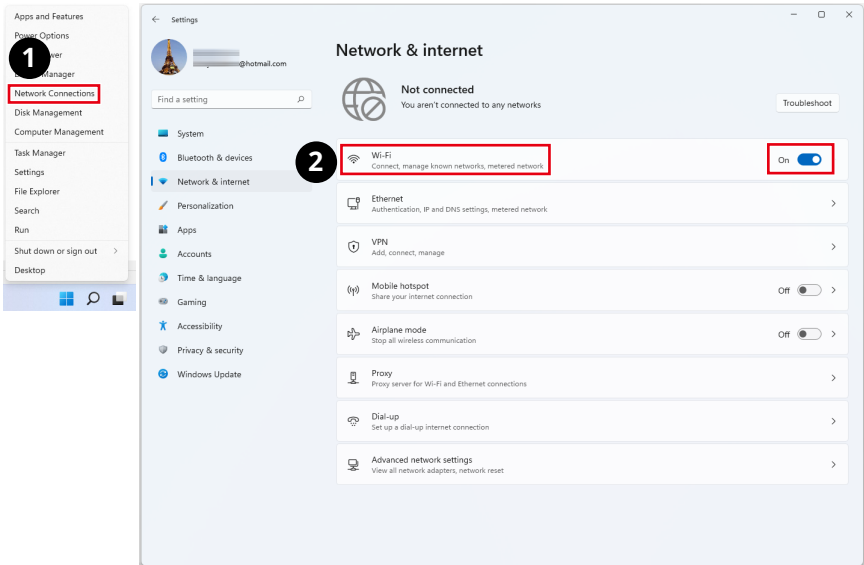 Apps and Features
Power Options
1
Network Connections
Disk Management
Computer Management
Task Manager
Settings
File Explorer
Search
Run
Shut down or sign out
Desktop
Settings
@hotmail.com
Find a setting
System
Bluetooth & devices
Network & internet
Personalization
Apps
Accounts
Time & language
Gaming
Accessibility
Privacy & security
Windows Update
Network & internet
Not connected
You aren't connected to any networks
Troubleshoot
2
Wi-Fi
Connect, manage known networks, metered network
On
Ethernet
Authentication, IP and DNS settings, metered network
VPN
Add, connect, manage
Mobile hotspot
Share your internet connection
Off
Airplane mode
Stop all wireless communication
Off
Proxy
Proxy server for Wi-Fi and Ethernet connections
Dial-up
Set up a dial-up internet connection
Advanced network settings
View all network adapters, network reset